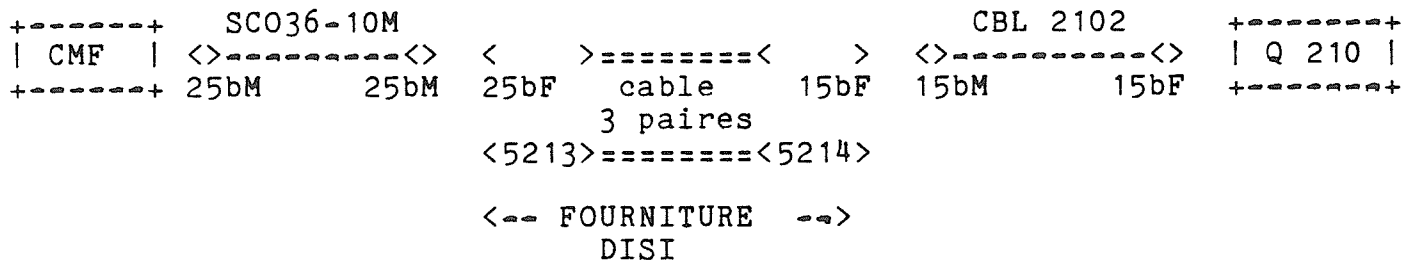 +------+ SCO36-10M CBL 2102 +-------+
| CMF | <>----------<> < >========< > <>-----------<> | Q 210 |
+------+ 25bM 25bM 25bF cable 15bF 15bM 15bF +-------+
3 paires
<5213>========<5214>
<-- FOURNITURE -->
DISI